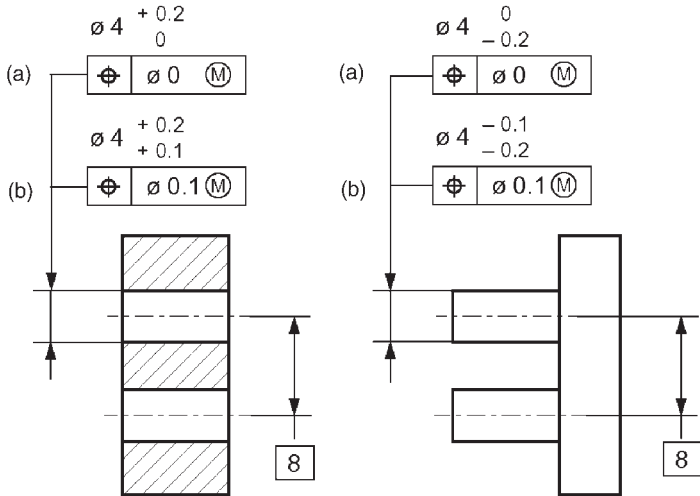 ø 4 + 0.2 0
(a) ⌖ ø 0 Ⓜ
ø 4 + 0.2 + 0.1
(b) ⌖ ø 0.1 Ⓜ
8
ø 4 0 – 0.2
(a) ⌖ ø 0 Ⓜ
ø 4 – 0.1 – 0.2
(b) ⌖ ø 0.1 Ⓜ
8